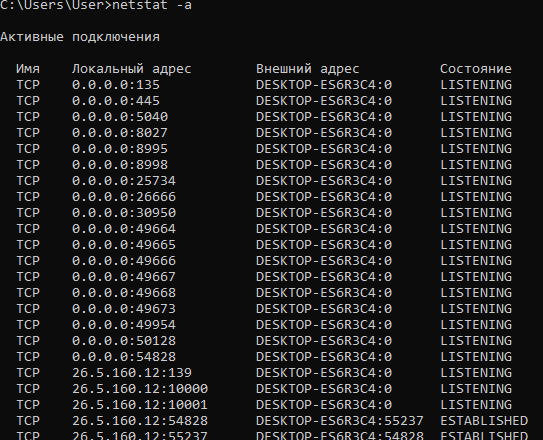 C:\Users\User>netstat -a
Активные подключения
Имя Локальный адрес Внешний адрес Состояние
TCP 0.0.0.0:135 DESKTOP-ES6R3C4:0 LISTENING
TCP 0.0.0.0:445 DESKTOP-ES6R3C4:0 LISTENING
TCP 0.0.0.0:5040 DESKTOP-ES6R3C4:0 LISTENING
TCP 0.0.0.0:8027 DESKTOP-ES6R3C4:0 LISTENING
TCP 0.0.0.0:8995 DESKTOP-ES6R3C4:0 LISTENING
TCP 0.0.0.0:8998 DESKTOP-ES6R3C4:0 LISTENING
TCP 0.0.0.0:25734 DESKTOP-ES6R3C4:0 LISTENING
TCP 0.0.0.0:26666 DESKTOP-ES6R3C4:0 LISTENING
TCP 0.0.0.0:30950 DESKTOP-ES6R3C4:0 LISTENING
TCP 0.0.0.0:49664 DESKTOP-ES6R3C4:0 LISTENING
TCP 0.0.0.0:49665 DESKTOP-ES6R3C4:0 LISTENING
TCP 0.0.0.0:49666 DESKTOP-ES6R3C4:0 LISTENING
TCP 0.0.0.0:49667 DESKTOP-ES6R3C4:0 LISTENING
TCP 0.0.0.0:49668 DESKTOP-ES6R3C4:0 LISTENING
TCP 0.0.0.0:49673 DESKTOP-ES6R3C4:0 LISTENING
TCP 0.0.0.0:49954 DESKTOP-ES6R3C4:0 LISTENING
TCP 0.0.0.0:50128 DESKTOP-ES6R3C4:0 LISTENING
TCP 0.0.0.0:54828 DESKTOP-ES6R3C4:0 LISTENING
TCP 26.5.160.12:139 DESKTOP-ES6R3C4:0 LISTENING
TCP 26.5.160.12:10000 DESKTOP-ES6R3C4:0 LISTENING
TCP 26.5.160.12:10001 DESKTOP-ES6R3C4:0 LISTENING
TCP 26.5.160.12:54828 DESKTOP-ES6R3C4:55237 ESTABLISHED
TCP 26.5.160.12:55237 DESKTOP-ES6R3C4:54828 ESTABLISHED